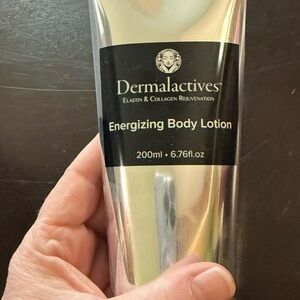 Dermalactives
ELASTIN & COLLAGEN REJUVENATION
Energizing Body Lotion
200ml • 6.76fl.oz